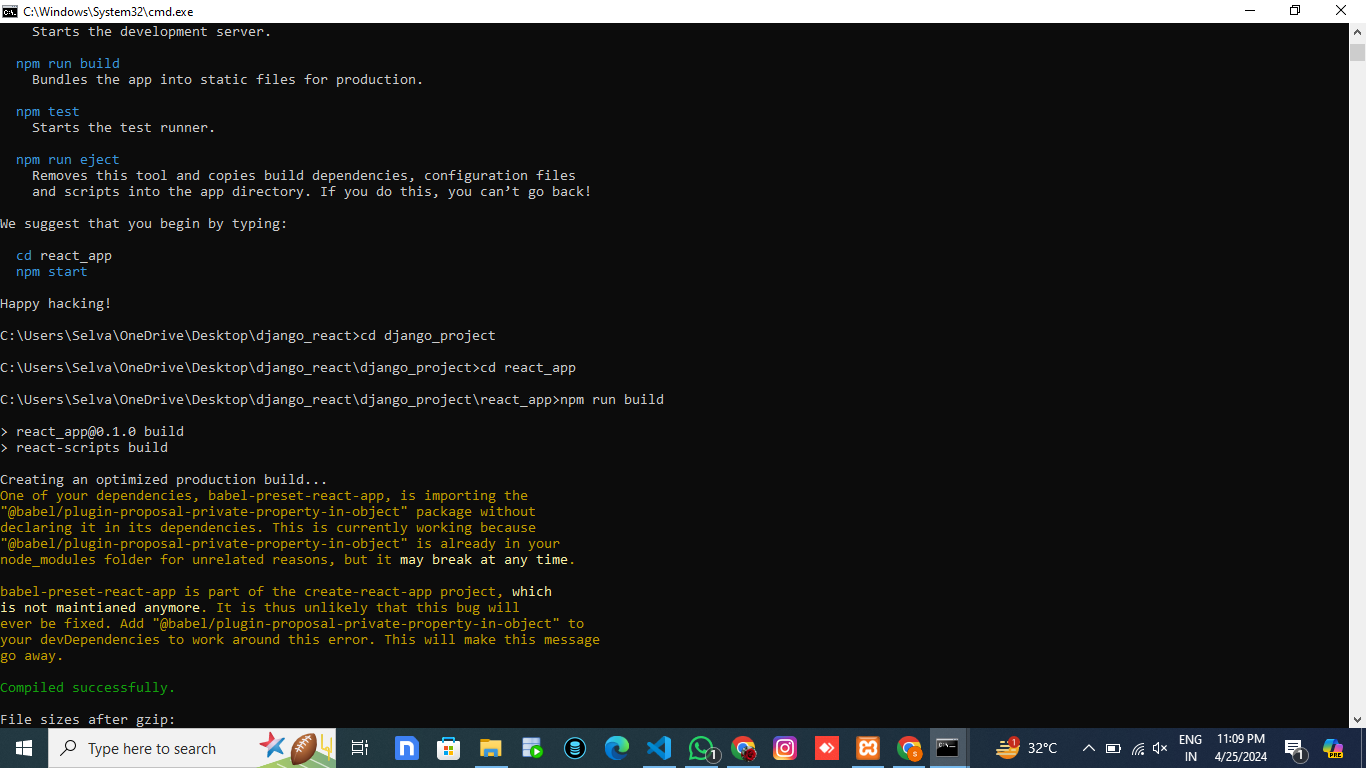 C:\Windows\System32\cmd.exe
Starts the development server.
npm run build
Bundles the app into static files for production.
npm test
Starts the test runner.
npm run eject
Removes this tool and copies build dependencies, configuration files
and scripts into the app directory. If you do this, you can’t go back!
We suggest that you begin by typing:
cd react_app
npm start
Happy hacking!
C:\Users\Selva\OneDrive\Desktop\django_react>cd django_project
C:\Users\Selva\OneDrive\Desktop\django_react\django_project>cd react_app
C:\Users\Selva\OneDrive\Desktop\django_react\django_project\react_app>npm run build
> react_app@0.1.0 build
> react-scripts build
Creating an optimized production build...
One of your dependencies, babel-preset-react-app, is importing the
"@babel/plugin-proposal-private-property-in-object" package without
declaring it in its dependencies. This is currently working because
"@babel/plugin-proposal-private-property-in-object" is already in your
node_modules folder for unrelated reasons, but it may break at any time.
babel-preset-react-app is part of the create-react-app project, which
is not maintianed anymore. It is thus unlikely that this bug will
ever be fixed. Add "@babel/plugin-proposal-private-property-in-object" to
your devDependencies to work around this error. This will make this message
go away.
Compiled successfully.
File sizes after gzip:
Type here to search
1
1
32°C
ENG
IN
11:09 PM
4/25/2024
1
PRE